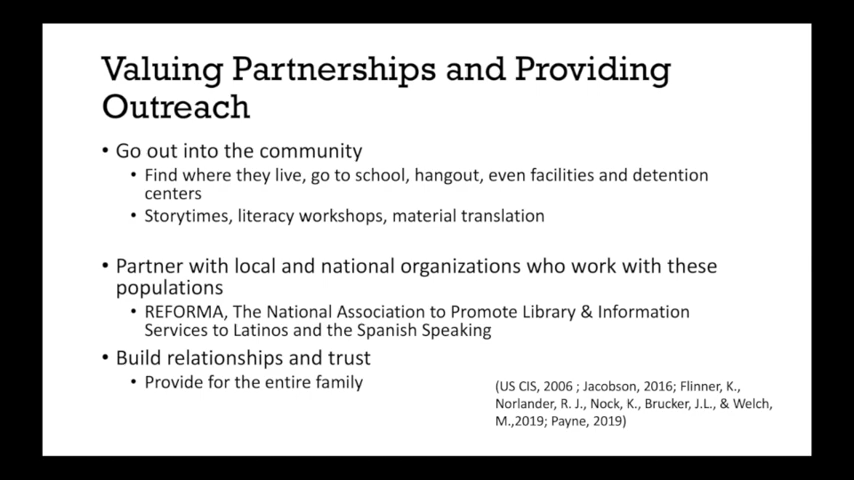 Valuing Partnerships and Providing
Outreach
• Go out into the community
• Find where they live, go to school, hangout, even facilities and detention
centers
• Storytimes, literacy workshops, material translation
• Partner with local and national organizations who work with these
populations
• REFORMA, The National Association to Promote Library & Information
Services to Latinos and the Spanish Speaking
• Build relationships and trust
• Provide for the entire family
(US CIS, 2006 ; Jacobson, 2016; Flinner, K.,
Norlander, R. J., Nock, K., Brucker, J.L., & Welch,
M.,2019; Payne, 2019)